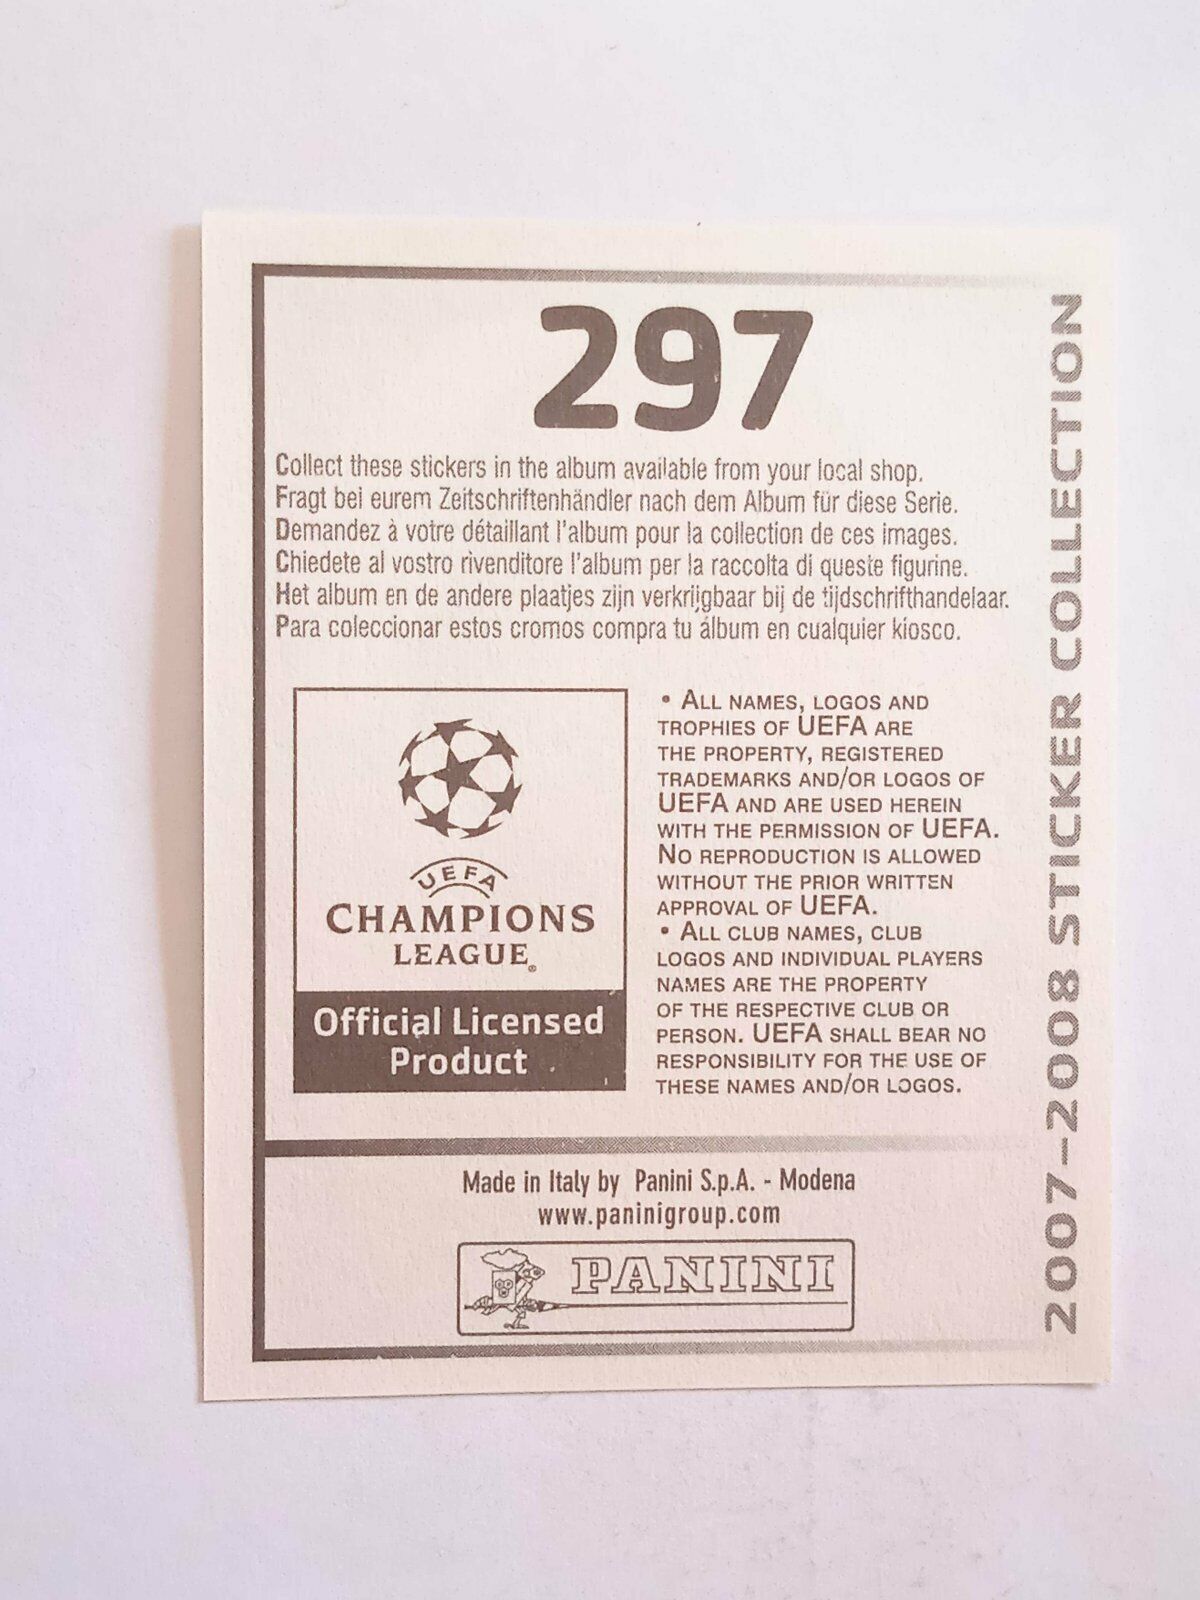 297
Collect these stickers in the album available from your local shop.
Fragt bei eurem Zeitschriftenhändler nach dem Album für diese Serie.
Demandez à votre détaillant l'album pour la collection de ces images.
Chiedete al vostro rivenditore l'album per la raccolta di queste figurine.
Het album en de andere plaatjes zijn verkrijgbaar bij de tijdschrifthandelaar.
Para coleccionar estos cromos compra tu álbum en cualquier kiosco.
UEFA
CHAMPIONS
LEAGUE®
Official Licensed
Product
• ALL NAMES, LOGOS AND
TROPHIES OF UEFA ARE
THE PROPERTY, REGISTERED
TRADEMARKS AND/OR LOGOS OF
UEFA AND ARE USED HEREIN
WITH THE PERMISSION OF UEFA.
NO REPRODUCTION IS ALLOWED
WITHOUT THE PRIOR WRITTEN
APPROVAL OF UEFA.
• ALL CLUB NAMES, CLUB
LOGOS AND INDIVIDUAL PLAYERS
NAMES ARE THE PROPERTY
OF THE RESPECTIVE CLUB OR
PERSON. UEFA SHALL BEAR NO
RESPONSIBILITY FOR THE USE OF
THESE NAMES AND/OR LOGOS.
Made in Italy by Panini S.p.A. - Modena
www.paninigroup.com
PANINI
2007-2008 STICKER COLLECTION